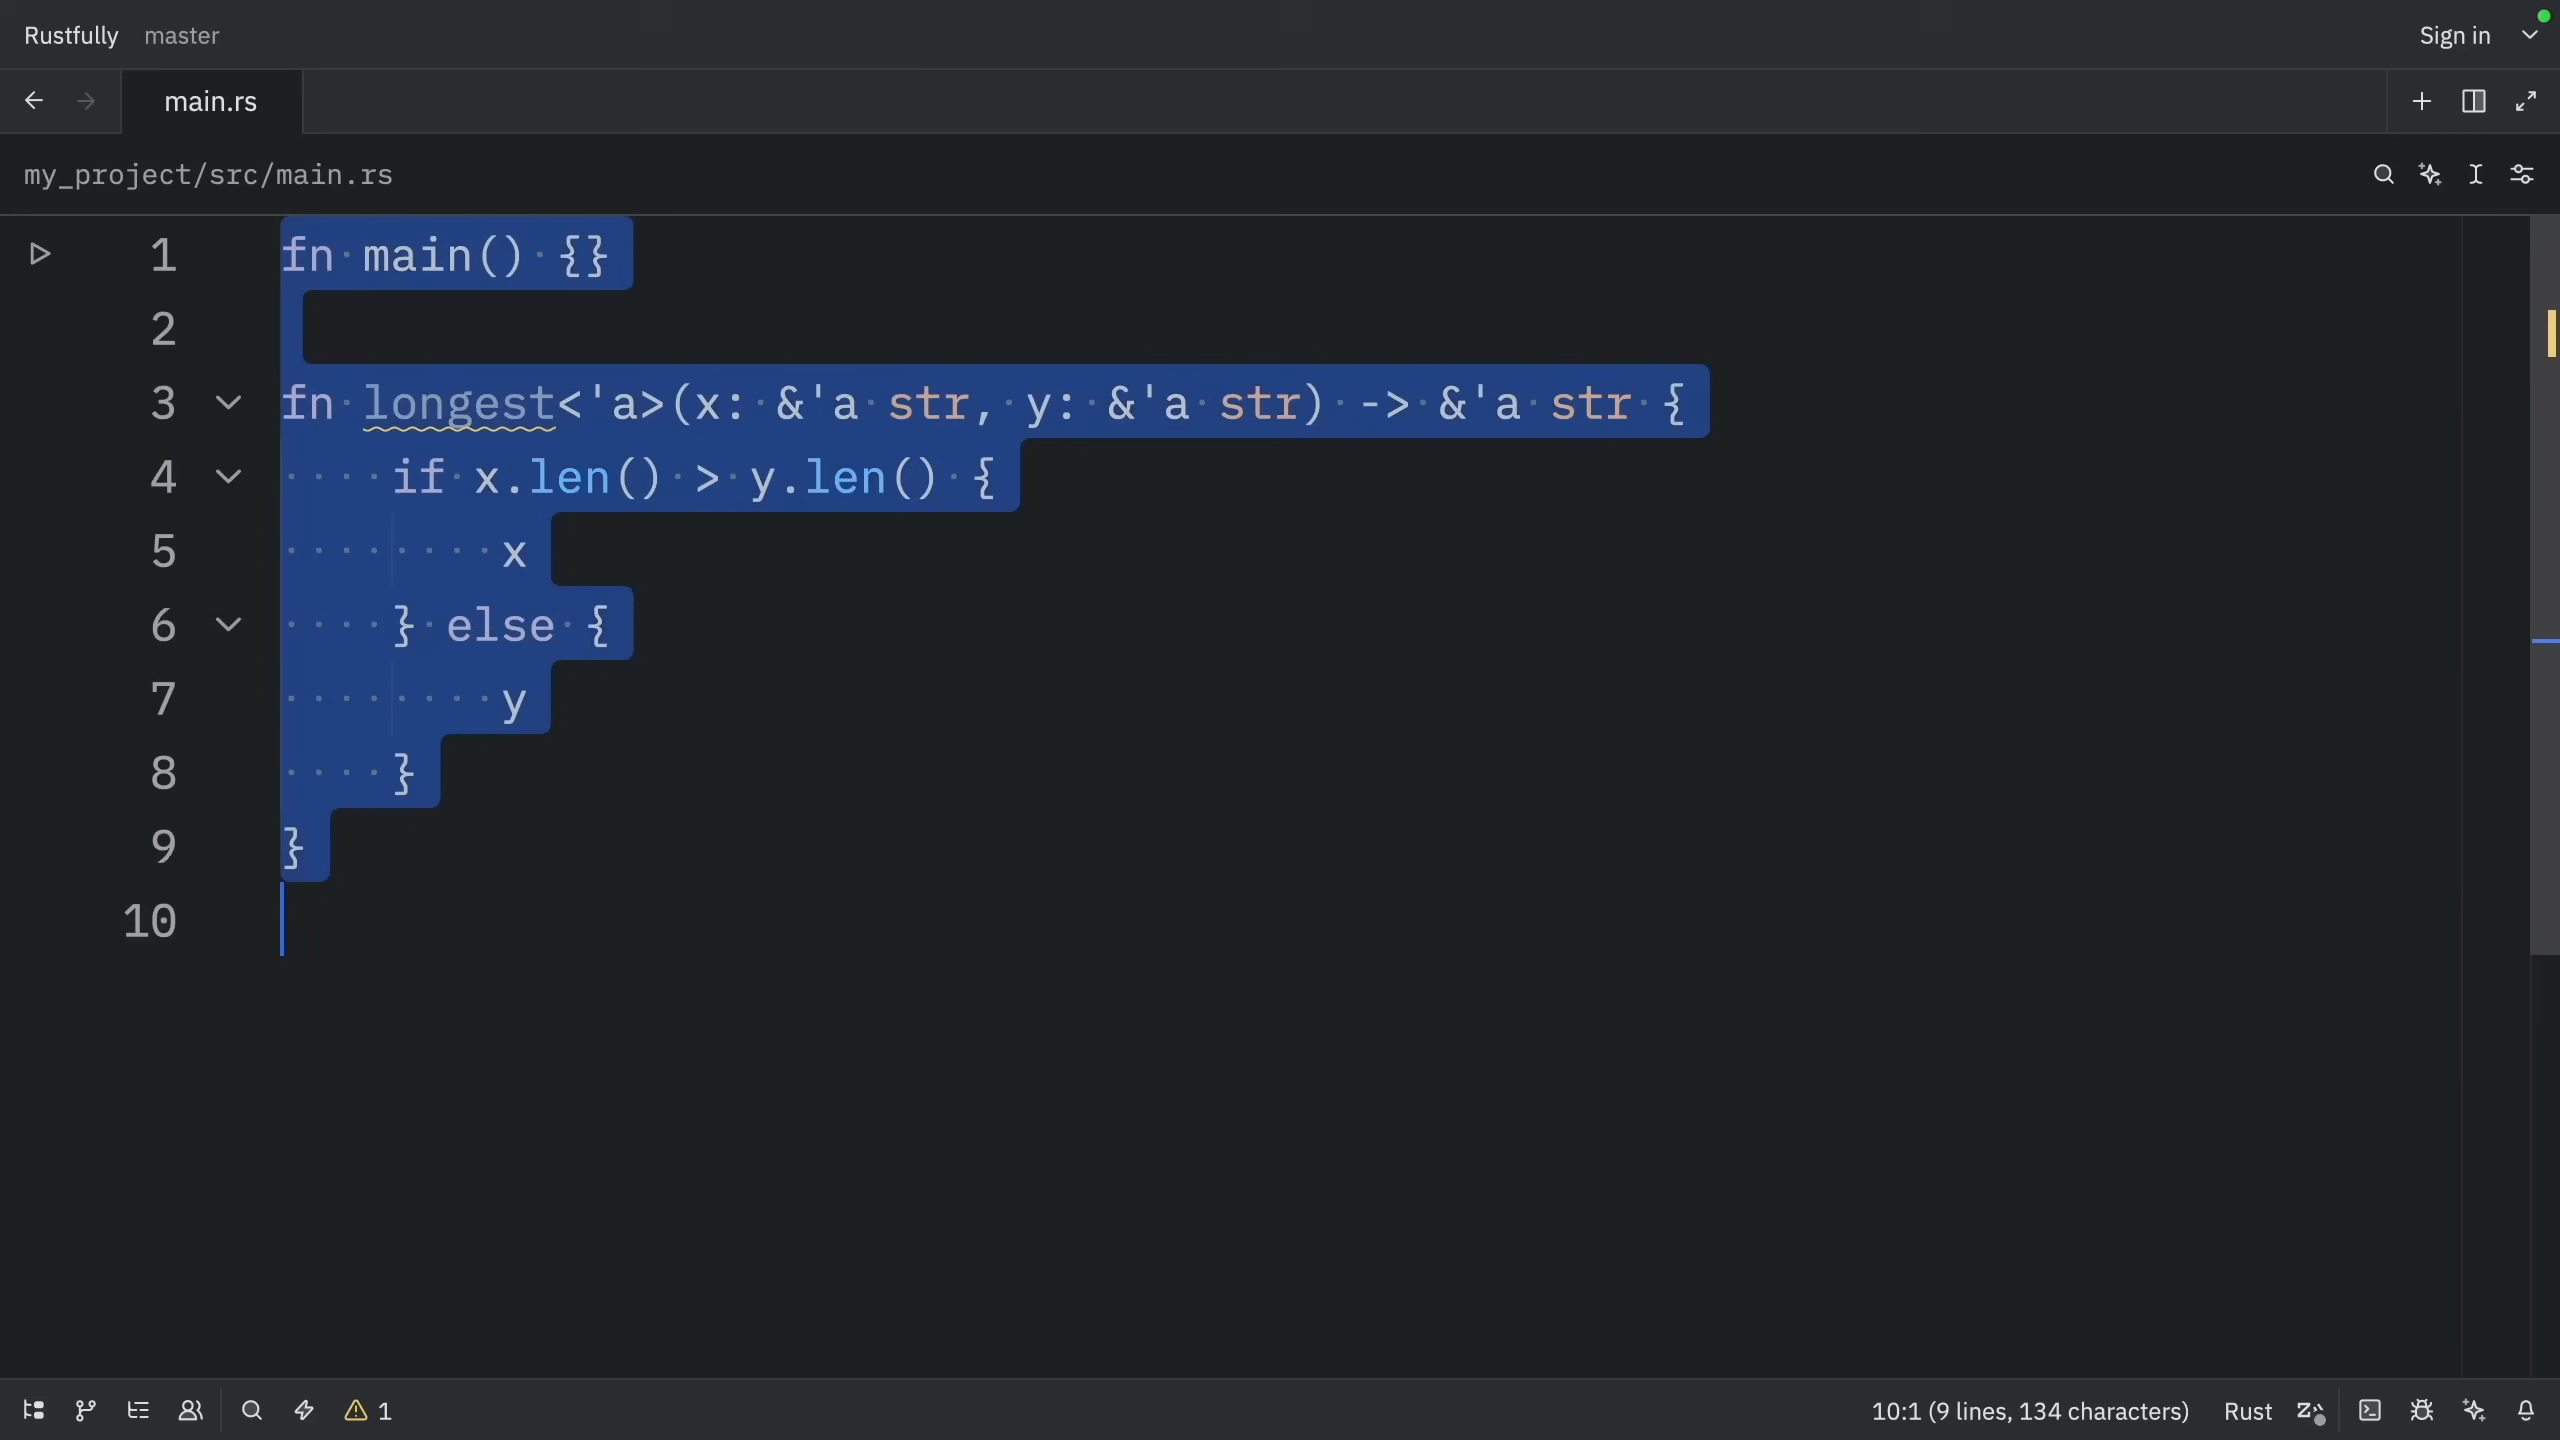 Rustfully master Sign in
main.rs
my_project/src/main.rs
1 fn main() {}
2
3 fn longest<'a>(x: &'a str, y: &'a str) -> &'a str {
4     if x.len() > y.len() {
5         x
6     } else {
7         y
8     }
9 }
10
1 10:1 (9 lines, 134 characters) Rust